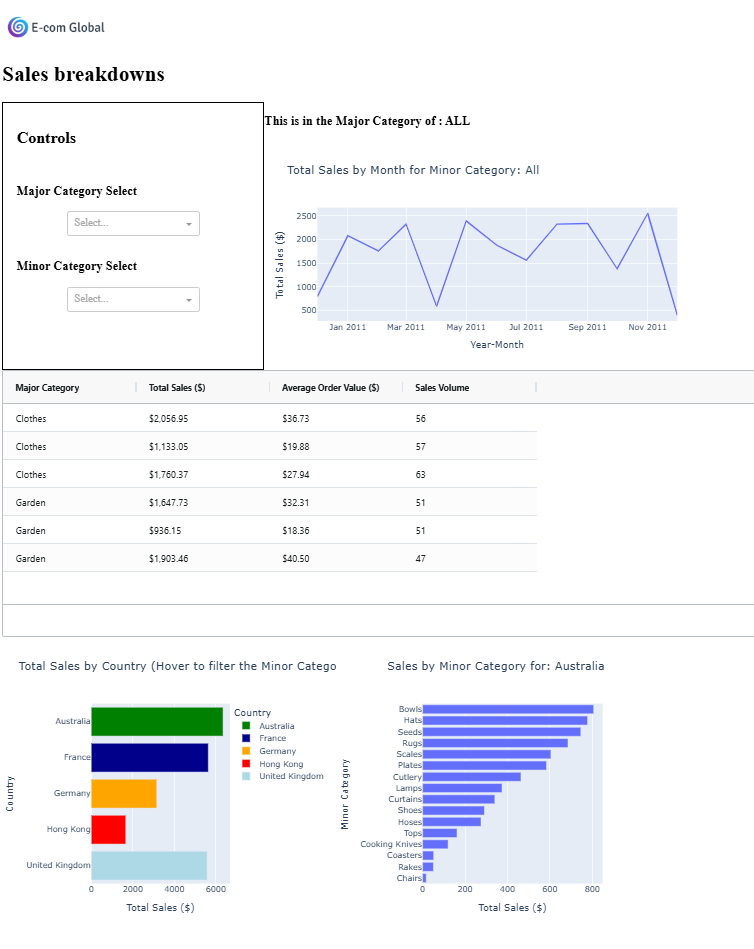 E-com Global
Sales breakdowns
Controls
Major Category Select
Select...
Minor Category Select
Select...
This is in the Major Category of : ALL
Total Sales by Month for Minor Category: All
Total Sales ($)
2500
2000
1500
1000
500
Jan 2011 Mar 2011 May 2011 Jul 2011 Sep 2011 Nov 2011
Year-Month
Major Category Total Sales ($) Average Order Value ($) Sales Volume
Clothes $2,056.95 $36.73 56
Clothes $1,133.05 $19.88 57
Clothes $1,760.37 $27.94 63
Garden $1,647.73 $32.31 51
Garden $936.15 $18.36 51
Garden $1,903.46 $40.50 47
Total Sales by Country (Hover to filter the Minor Catego
Country
Australia
France
Germany
Hong Kong
United Kingdom
0 2000 4000 6000
Total Sales ($)
Country
Australia
France
Germany
Hong Kong
United Kingdom
Sales by Minor Category for: Australia
Minor Category
Bowls
Hats
Seeds
Rugs
Scales
Plates
Cutlery
Lamps
Curtains
Shoes
Hoses
Tops
Cooking Knives
Coasters
Rakes
Chairs
0 200 400 600 800
Total Sales ($)